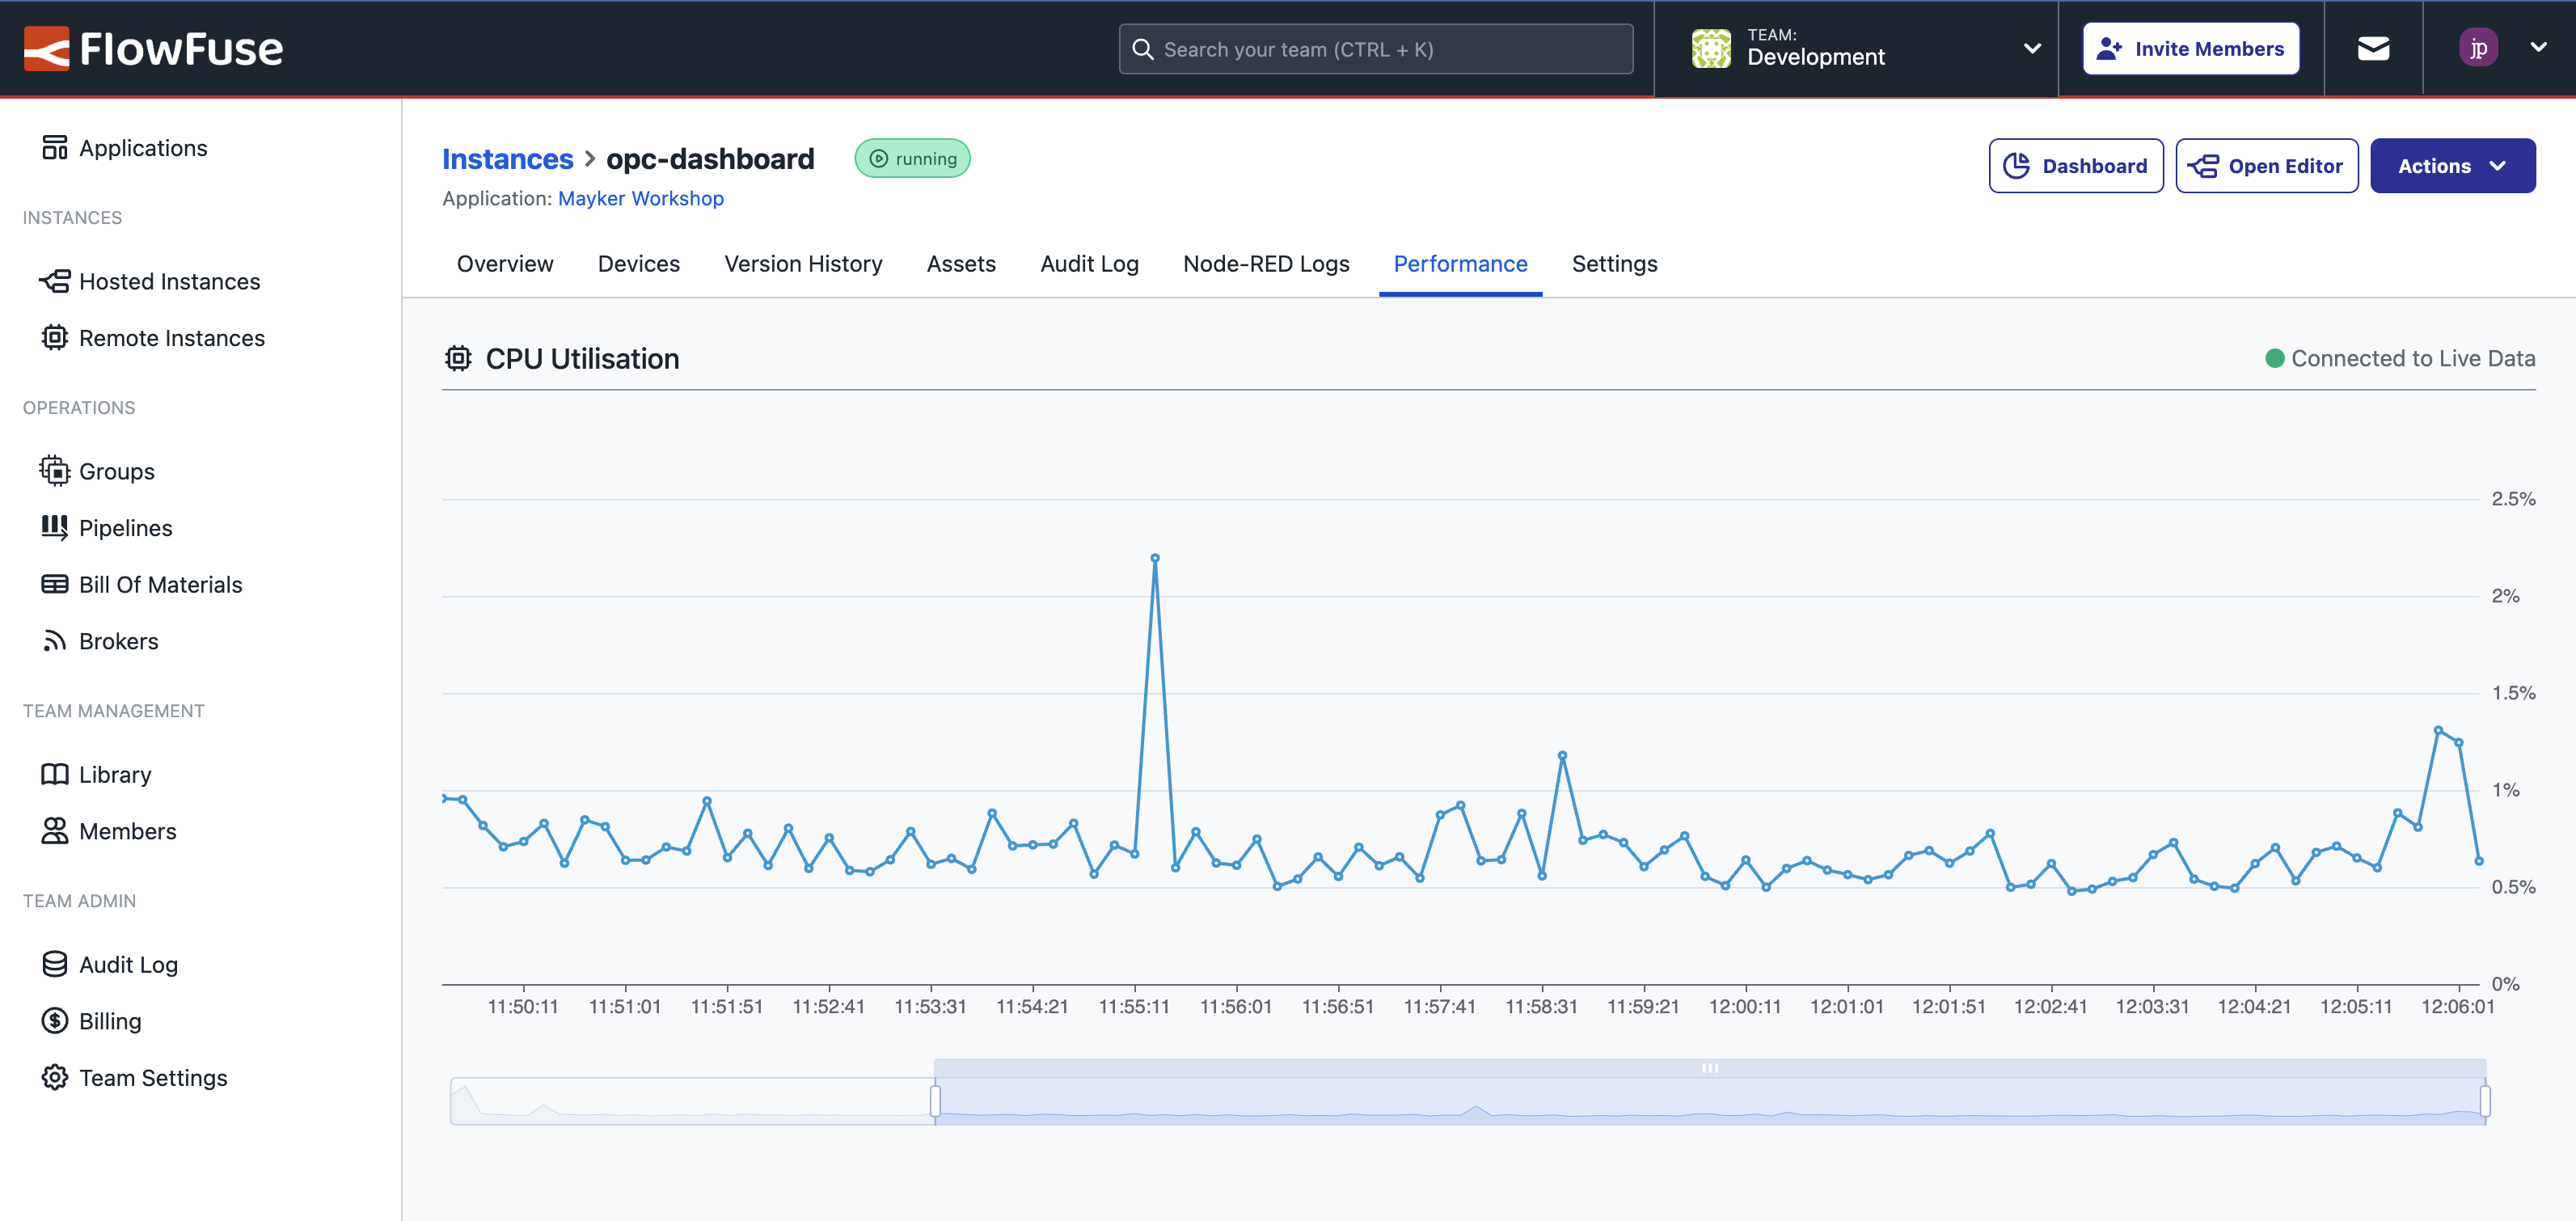 FlowFuse
Search your team (CTRL + K)
TEAM:
Development
Invite Members
jp
Applications
INSTANCES
Hosted Instances
Remote Instances
OPERATIONS
Groups
Pipelines
Bill Of Materials
Brokers
TEAM MANAGEMENT
Library
Members
TEAM ADMIN
Audit Log
Billing
Team Settings
Instances > opc-dashboard
running
Application: Mayker Workshop
Dashboard
Open Editor
Actions
Overview Devices Version History Assets Audit Log Node-RED Logs Performance Settings
CPU Utilisation
Connected to Live Data
2.5%
2%
1.5%
1%
0.5%
0%
11:50:11 11:51:01 11:51:51 11:52:41 11:53:31 11:54:21 11:55:11 11:56:01 11:56:51 11:57:41 11:58:31 11:59:21 12:00:11 12:01:01 12:01:51 12:02:41 12:03:31 12:04:21 12:05:11 12:06:01